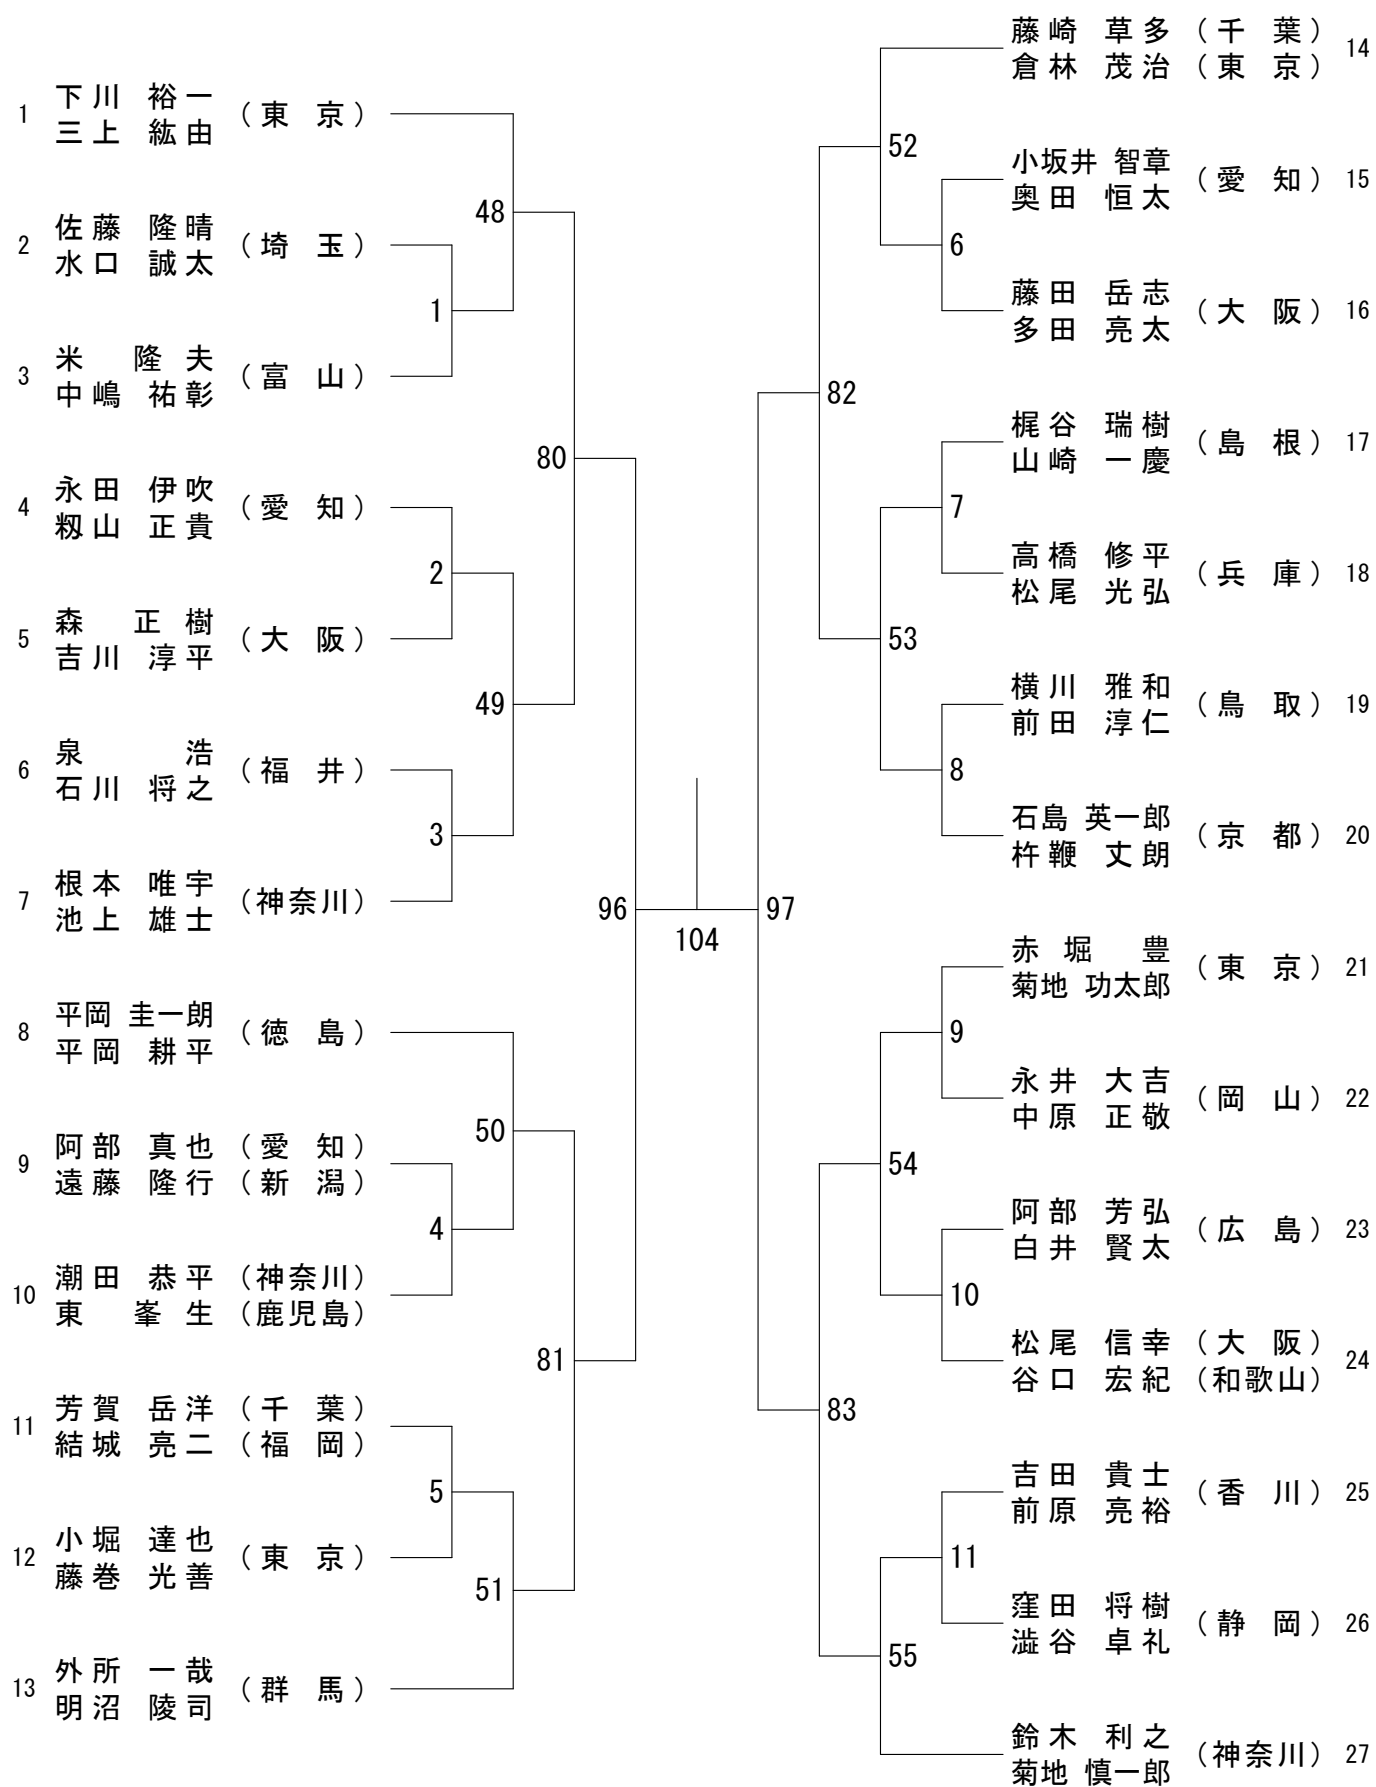 1 下川 裕一 (東 京)
三上 紘由
2 佐藤 隆晴 (埼 玉)
水口 誠太
3 米 隆夫 (富 山)
中嶋 祐彰
4 永田 伊吹 (愛 知)
籾山 正貴
5 森 正樹 (大 阪)
吉川 淳平
6 泉 浩 (福 井)
石川 将之
7 根本 唯宇 (神奈川)
池上 雄士
8 平岡 圭一朗 (徳 島)
平岡 耕平
9 阿部 真也 (愛 知)
遠藤 隆行 (新 潟)
10 潮田 恭平 (神奈川)
東 峯生 (鹿児島)
11 芳賀 岳洋 (千 葉)
結城 亮二 (福 岡)
12 小堀 達也 (東 京)
藤巻 光善
13 外所 一哉 (群 馬)
明沼 陵司
48
1
80
2
49
3
96
50
4
81
5
51
104
97
52
6
82
7
53
8
9
54
10
83
11
55
藤崎 草多 (千 葉) 14
倉林 茂治 (東 京)
小坂井 智章 (愛 知) 15
奥田 恒太
藤田 岳志 (大 阪) 16
多田 亮太
梶谷 瑞樹 (島 根) 17
山崎 一慶
高橋 修平 (兵 庫) 18
松尾 光弘
横川 雅和 (鳥 取) 19
前田 淳仁
石島 英一郎 (京 都) 20
杵鞭 丈朗
赤堀 豊 (東 京) 21
菊地 功太郎
永井 大吉 (岡 山) 22
中原 正敬
阿部 芳弘 (広 島) 23
白井 賢太
松尾 信幸 (大 阪) 24
谷口 宏紀 (和歌山)
吉田 貴士 (香 川) 25
前原 亮裕
窪田 将樹 (静 岡) 26
澁谷 卓礼
鈴木 利之 (神奈川) 27
菊地 慎一郎